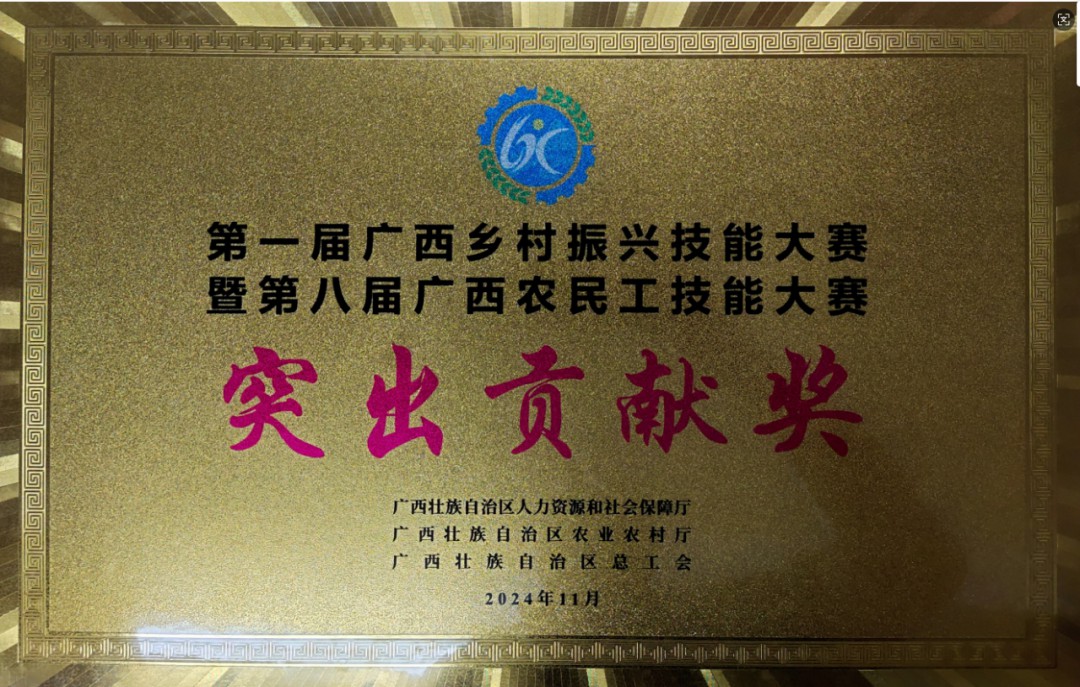 第一届广西乡村振兴技能大赛
暨第八届广西农民工技能大赛
突出贡献奖
广西壮族自治区人力资源和社会保障厅
广西壮族自治区农业农村厅
广西壮族自治区总工会
2024年11月